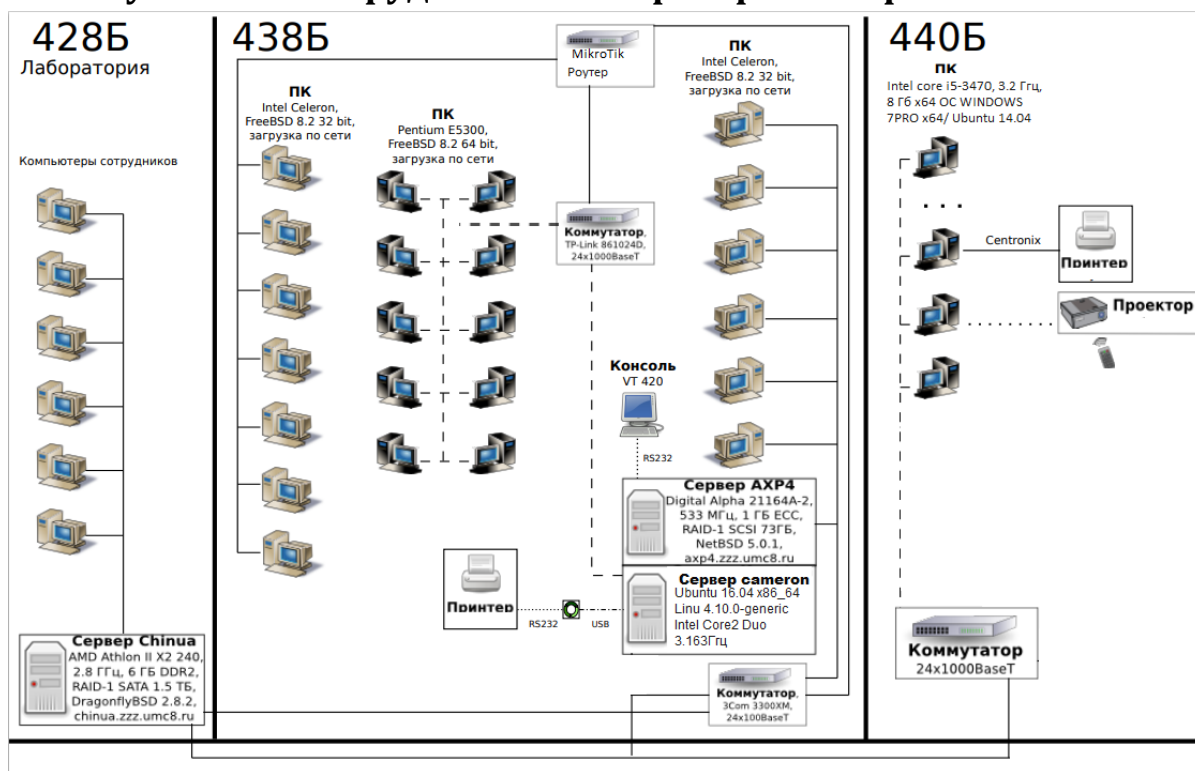 428Б
Лаборатория
Компьютеры сотрудников
Сервер Chinua
AMD Athlon II X2 240,
2.8 ГГц, 6 ГБ DDR2,
RAID-1 SATA 1.5 ТБ,
DragonflyBSD 2.8.2,
chinua.zzz.umc8.ru
438Б
ПК
Intel Celeron,
FreeBSD 8.2 32 bit,
загрузка по сети
ПК
Pentium E5300,
FreeBSD 8.2 64 bit,
загрузка по сети
MikroTik
Роутер
Коммутатор,
TP-Link 861024D,
24x1000BaseT
ПК
Intel Celeron,
FreeBSD 8.2 32 bit,
загрузка по сети
Консоль
VT 420
RS232
Сервер AXP4
Digital Alpha 21164A-2,
533 МГц, 1 ГБ ECC,
RAID-1 SCSI 73ГБ,
NetBSD 5.0.1,
axp4.zzz.umc8.ru
Принтер
RS232
USB
Сервер cameron
Ubuntu 16.04 x86_64
Linu 4.10.0-generic
Intel Core2 Duo
3.163Ггц
Коммутатор,
3Com 3300XM,
24x100BaseT
440Б
ПК
Intel core i5-3470, 3.2 Ггц,
8 Гб x64 ОС WINDOWS
7PRO x64/ Ubuntu 14.04
Centronix
Принтер
Проектор
Коммутатор
24x1000BaseT